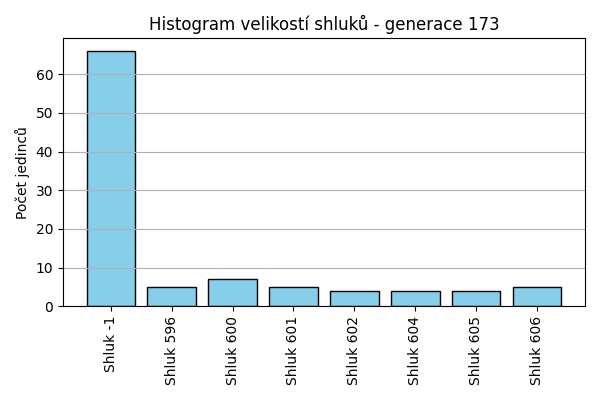 Histogram velikostí shluků - generace 173
Počet jedinců
60
50
40
30
20
10
0
Shluk -1
Shluk 596
Shluk 600
Shluk 601
Shluk 602
Shluk 604
Shluk 605
Shluk 606